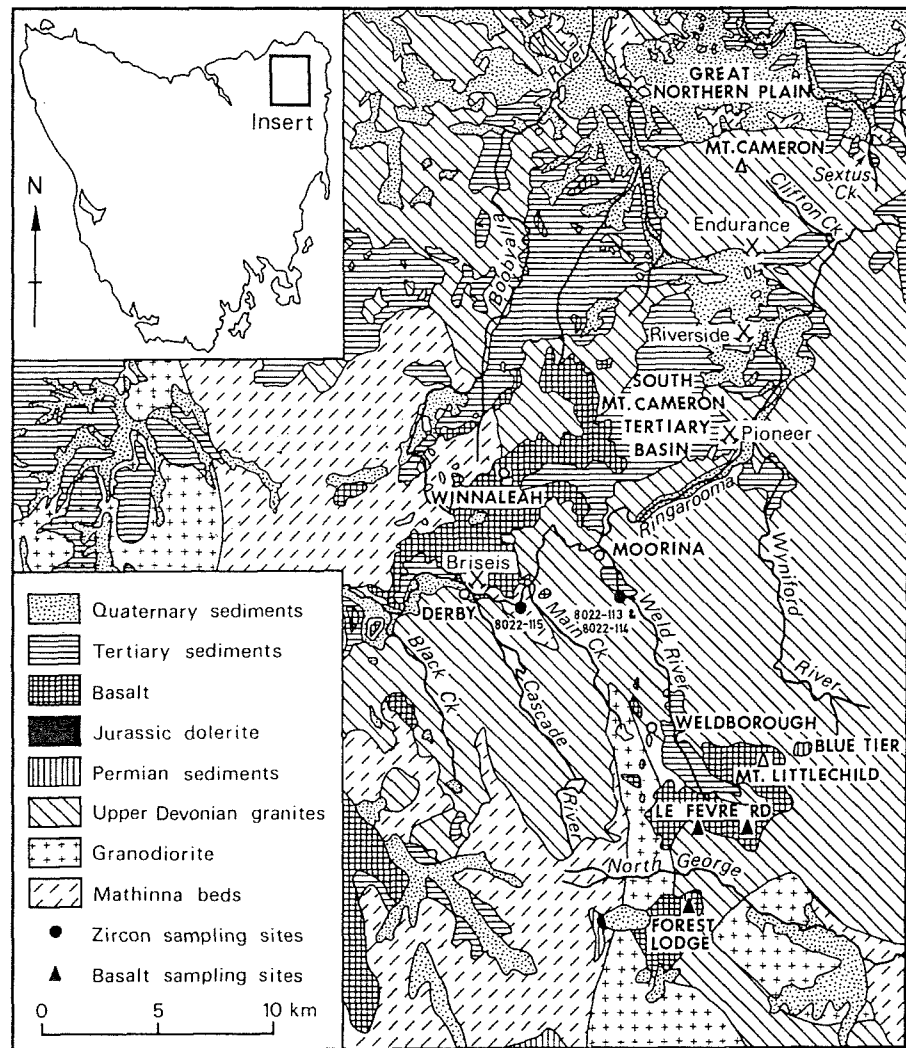 Insert
N
GREAT
NORTHERN PLAIN
River
MT. CAMERON
Sextus
Ck
Clifton Ck
Endurance
Boobyalla
Riverside
SOUTH
MT. CAMERON
TERTIARY
BASIN
Pioneer
Ringarooma
WINNALEAH
MOORINA
Wyniford
River
Briseis
DERBY
8022-115
Main
Ck
8022-113 &
8022-114
Weld River
Black Ck
Cascade
River
WELDBOROUGH
BLUE TIER
MT. LITTLECHILD
LE FEVRE RD
North George
FOREST
LODGE
Quaternary sediments
Tertiary sediments
Basalt
Jurassic dolerite
Permian sediments
Upper Devonian granites
Granodiorite
Mathinna beds
Zircon sampling sites
Basalt sampling sites
0 5 10 km